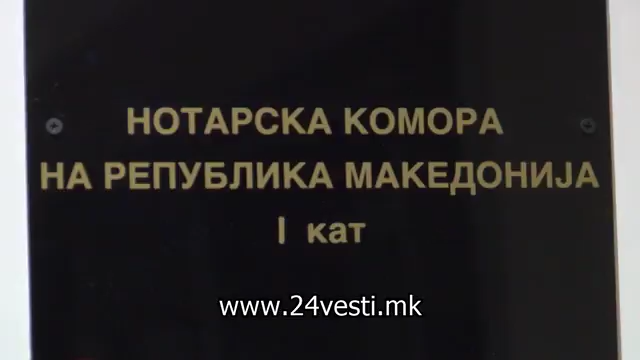 НОТАРСКА КОМОРА
НА РЕПУБЛИКА МАКЕДОНИЈА
I кат
www.24vesti.mk